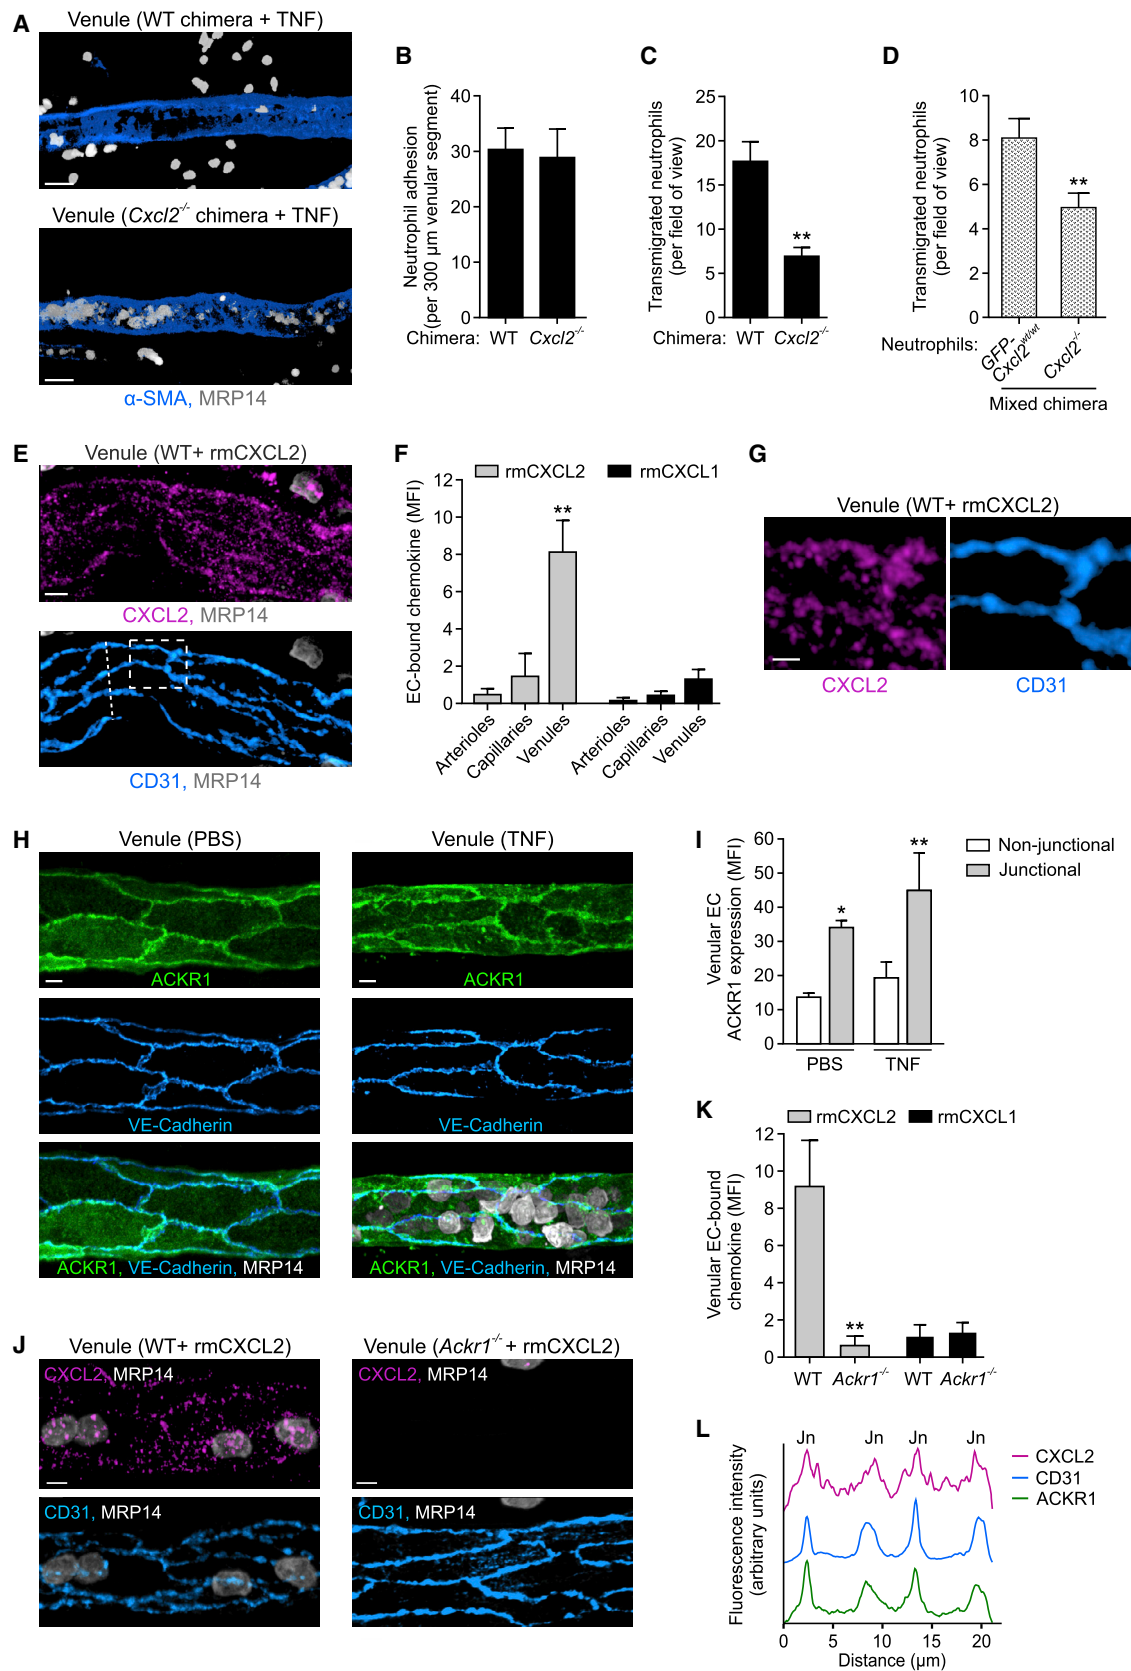 A
Venule (WT chimera + TNF)
Venule (Cxcl2-/- chimera + TNF)
α-SMA, MRP14
B
Neutrophil adhesion
(per 300 µm venular segment)
40
30
20
10
0
Chimera: WT Cxcl2-/-
C
Transmigrated neutrophils
(per field of view)
25
20
15
10
5
0
**
Chimera: WT Cxcl2-/-
D
Transmigrated neutrophils
(per field of view)
10
8
6
4
2
0
**
Neutrophils:
GFP-
Cxcl2wt/wt
Cxcl2-/-
Mixed chimera
E
Venule (WT+ rmCXCL2)
CXCL2, MRP14
CD31, MRP14
F
rmCXCL2 rmCXCL1
EC-bound chemokine (MFI)
12
10
8
6
4
2
0
**
Arterioles
Capillaries
Venules
Arterioles
Capillaries
Venules
G
Venule (WT+ rmCXCL2)
CXCL2
CD31
H
Venule (PBS)
Venule (TNF)
ACKR1
ACKR1
VE-Cadherin
VE-Cadherin
ACKR1, VE-Cadherin, MRP14
ACKR1, VE-Cadherin, MRP14
I
Venular EC
ACKR1 expression (MFI)
60
50
40
30
20
10
0
*
**
PBS
TNF
Non-junctional
Junctional
J
Venule (WT+ rmCXCL2)
Venule (Ackr1-/- + rmCXCL2)
CXCL2, MRP14
CXCL2, MRP14
CD31, MRP14
CD31, MRP14
K
rmCXCL2 rmCXCL1
Venular EC-bound
chemokine (MFI)
12
10
8
6
4
2
0
**
WT Ackr1-/- WT Ackr1-/-
L
Fluorescence intensity
(arbitrary units)
Jn Jn Jn Jn
CXCL2
CD31
ACKR1
0 5 10 15 20
Distance (µm)